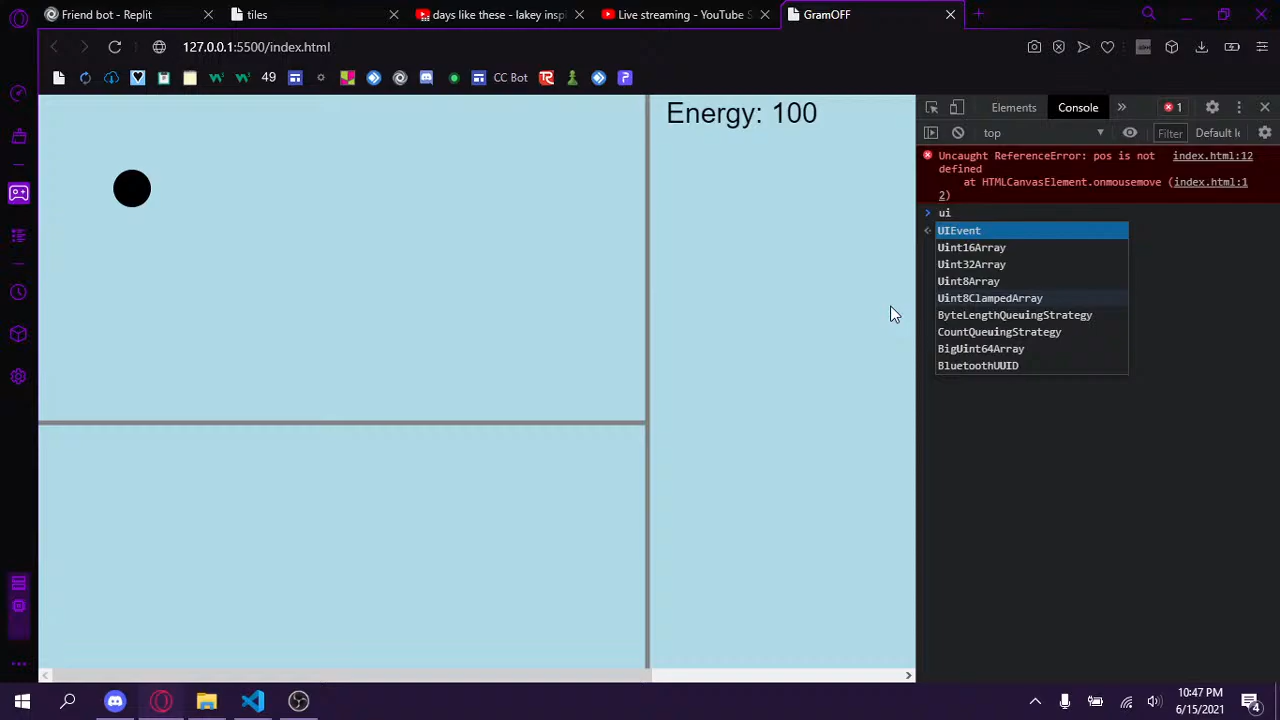 Friend bot - Replit
tiles
days like these - lakey inspi
Live streaming - YouTube S
GramOFF
127.0.0.1:5500/index.html
49
CC Bot
Energy: 100
Elements
Console
1
top
Filter
Default l
Uncaught ReferenceError: pos is not index.html:12
defined
at HTMLCanvasElement.onmousemove (index.html:1
2)
ui
UIEvent
Uint16Array
Uint32Array
Uint8Array
Uint8ClampedArray
ByteLengthQueuingStrategy
CountQueuingStrategy
BigUint64Array
BluetoothUUID
10:47 PM
6/15/2021
4